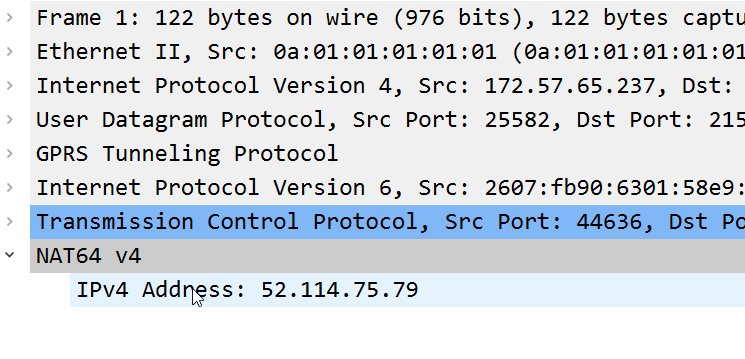 Frame 1: 122 bytes on wire (976 bits), 122 bytes captu
Ethernet II, Src: 0a:01:01:01:01:01 (0a:01:01:01:01:01
Internet Protocol Version 4, Src: 172.57.65.237, Dst:
User Datagram Protocol, Src Port: 25582, Dst Port: 215
GPRS Tunneling Protocol
Internet Protocol Version 6, Src: 2607:fb90:6301:58e9:
Transmission Control Protocol, Src Port: 44636, Dst Po
NAT64 v4
IPv4 Address: 52.114.75.79